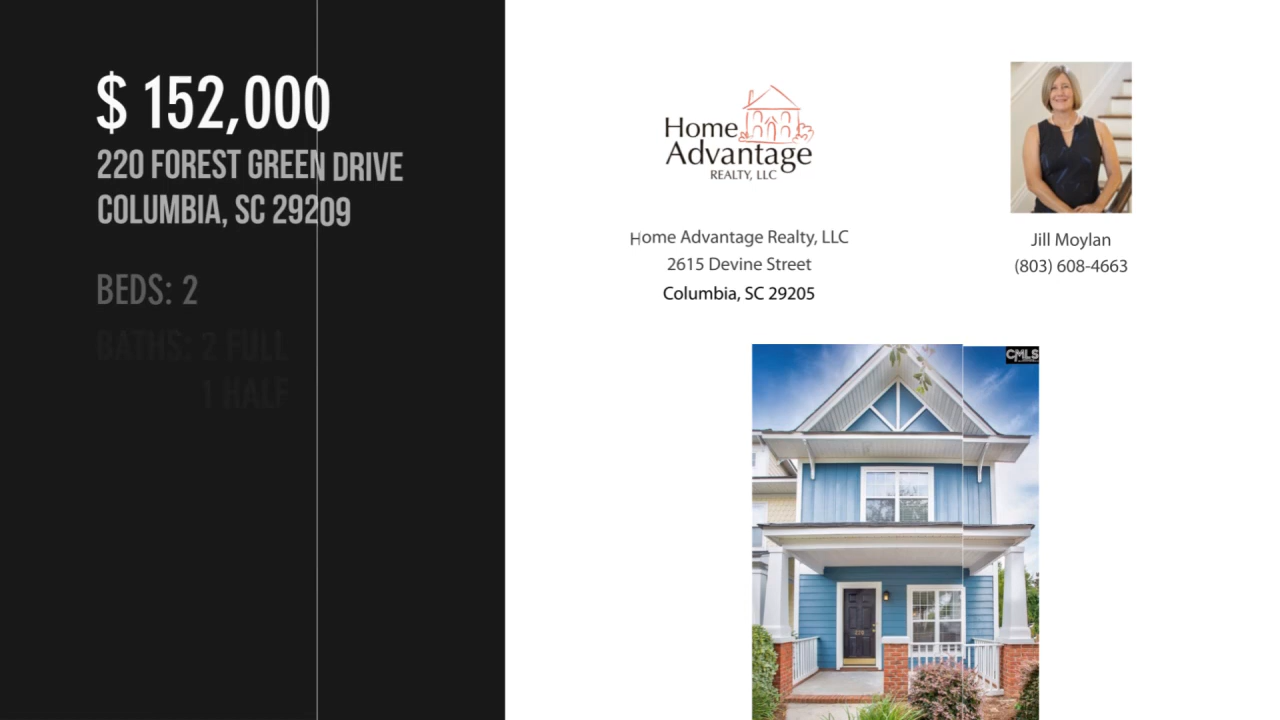 $ 152,000
220 FOREST GREEN DRIVE
COLUMBIA, SC 29209
BEDS: 2
BATHS: 2 FULL
1 HALF
Home
Advantage
REALTY, LLC
Home Advantage Realty, LLC
2615 Devine Street
Columbia, SC 29205
Jill Moylan
(803) 608-4663
CMLS
220